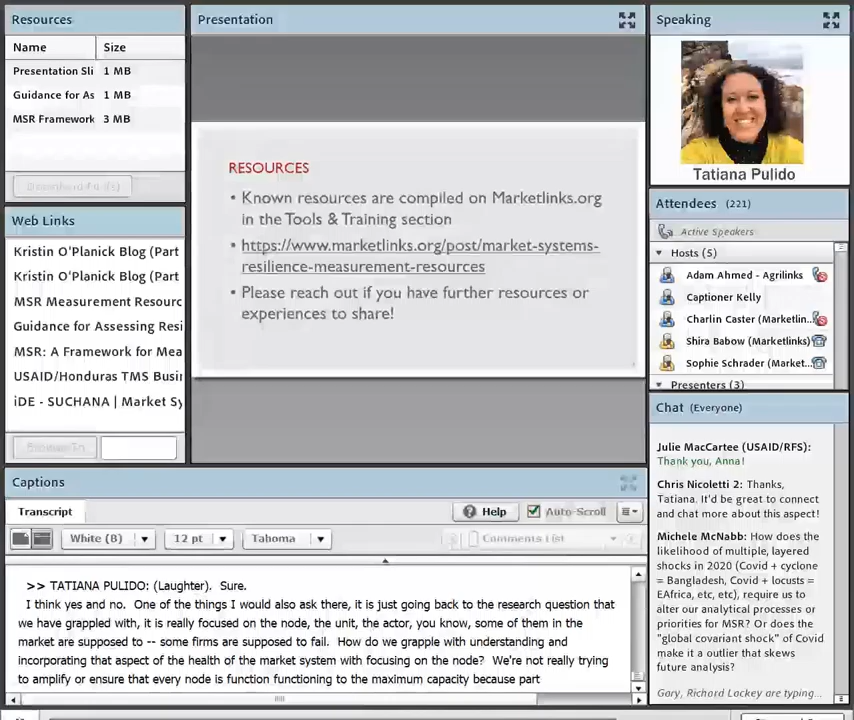 Resources
Name Size
Presentation Sli 1 MB
Guidance for As 1 MB
MSR Framework 3 MB
Web Links
Kristin O'Planick Blog (Part
Kristin O'Planick Blog (Part
MSR Measurement Resourc
Guidance for Assessing Resi
MSR: A Framework for Mea
USAID/Honduras TMS Busin
iDE - SUCHANA | Market Sy
Browse To
Presentation
RESOURCES
• Known resources are compiled on Marketlinks.org
in the Tools & Training section
• https://www.marketlinks.org/post/market-systems-
resilience-measurement-resources
• Please reach out if you have further resources or
experiences to share!
Captions
Transcript
Help
Auto-Scroll
White (8)
12 pt
Tahoma
Comments List
>> TATIANA PULIDO: (Laughter). Sure.
I think yes and no. One of the things I would also ask there, it is just going back to the research question that
we have grappled with, it is really focused on the node, the unit, the actor, you know, some of them in the
market are supposed to -- some firms are supposed to fail. How do we grapple with understanding and
incorporating that aspect of the health of the market system with focusing on the node? We're not really trying
to amplify or ensure that every node is function functioning to the maximum capacity because part
Speaking
Tatiana Pulido
Attendees (221)
Active Speakers
Hosts (5)
Adam Ahmed - Agrilinks
Captioner Kelly
Charlin Caster (Marketlin..
Shira Babow (Marketlinks)
Sophie Schrader (Market...
Presenters (3)
Chat (Everyone)
Julie MacCartee (USAID/RFS):
Thank you, Anna!
Chris Nicoletti 2: Thanks,
Tatiana. It'd be great to connect
and chat more about this aspect!
Michele McNabb: How does the
likelihood of multiple, layered
shocks in 2020 (Covid + cyclone
= Bangladesh, Covid + locusts =
EAfrica, etc, etc), require us to
alter our analytical processes or
priorities for MSR? Or does the
"global covariant shock" of Covid
make it a outlier that skews
future analysis?
Gary, Richard Lockey are typing...